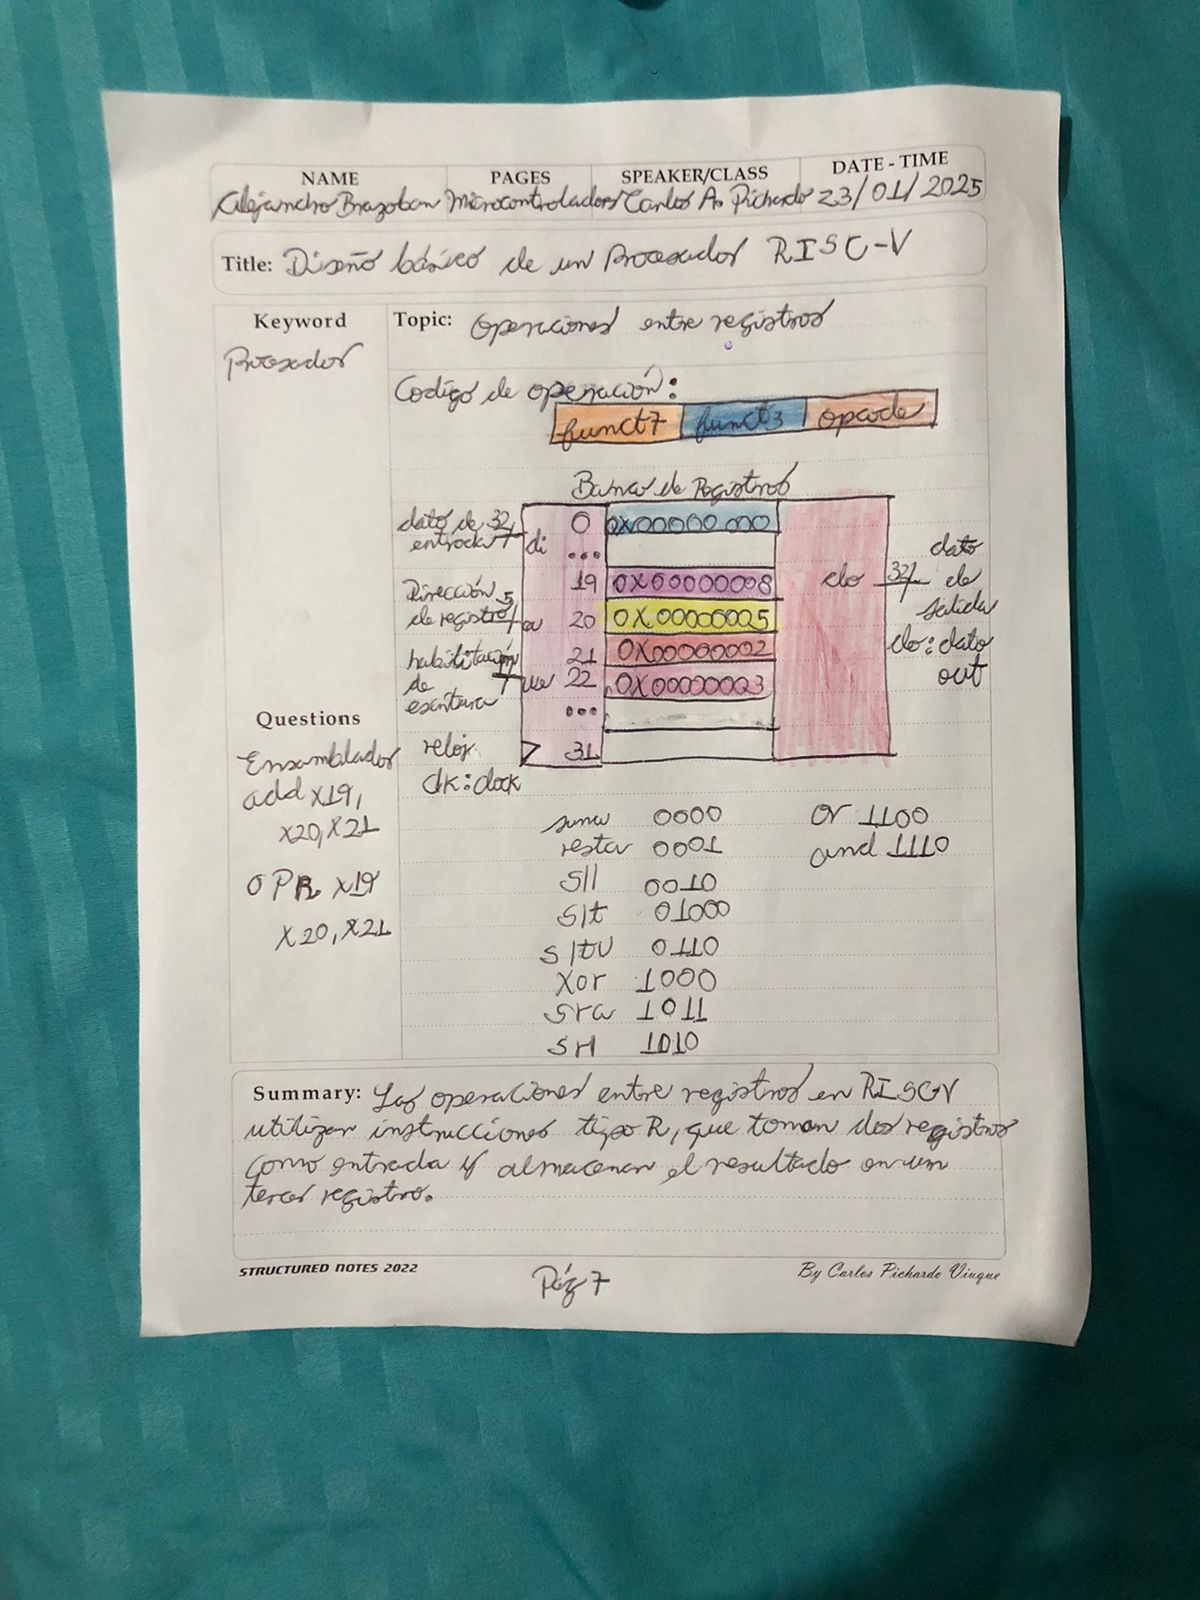 NAME PAGES SPEAKER/CLASS DATE - TIME
Alejandro Brazoban Microcontroladores Carlos A. Pichardo 23/01/2025
Title: Diseño básico de un Procesador RISC-V
Keyword
Procesador
Topic: Operaciones entre registros
Codigo de operación:
funct7 funct3 opcode
Banco de Registros
dato de entrada 32 di
Dirección de registro 5 a
habilitación de escritura we
reloj
clk: clock
0 0X00000000
...
19 0X00000008
20 0X00000025
21 0X00000002
22 0X00000023
...
31
do 32
dato
de
salida
do: dato
out
Questions
Ensamblador
add x19,
x20, x21
OPR x19
x20, x21
suma 0000
resta 0001
Sll 0010
Slt 01000
SltU 0110
Xor 1000
Sra 1011
Srl 1010
Or 1100
and 1110
Summary: Las operaciones entre registros en RISC-V
utilizan instrucciones tipo R, que toman dos registros
como entrada y almacenan el resultado en un
tercer registro.
STRUCTURED NOTES 2022
Pág 7
By Carlos Pichardo Viuque